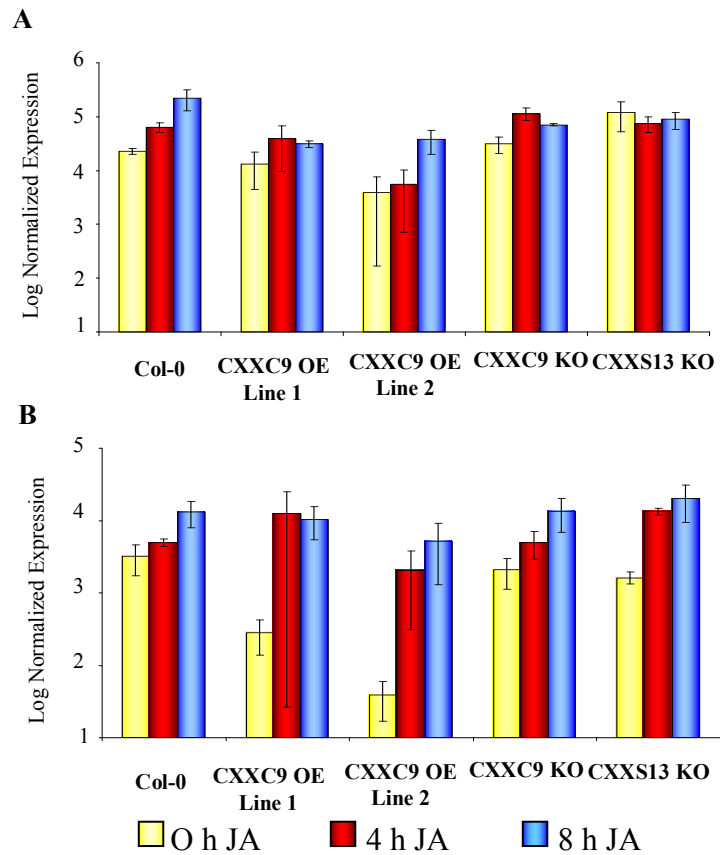 A
Log Normalized Expression
6
5
4
3
2
1
Col-0
CXXC9 OE
Line 1
CXXC9 OE
Line 2
CXXC9 KO
CXXS13 KO
B
Log Normalized Expression
5
4
3
2
1
Col-0
CXXC9 OE
Line 1
CXXC9 OE
Line 2
CXXC9 KO
CXXS13 KO
O h JA
4 h JA
8 h JA